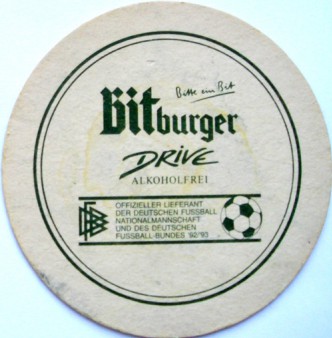 Bitte ein Bit
Bitburger
DRIVE
ALKOHOLFREI
OFFIZIELLER LIEFERANT
DER DEUTSCHEN FUSSBALL
NATIONALMANNSCHAFT
UND DES DEUTSCHEN
FUSSBALL-BUNDES '92/'93
DFB